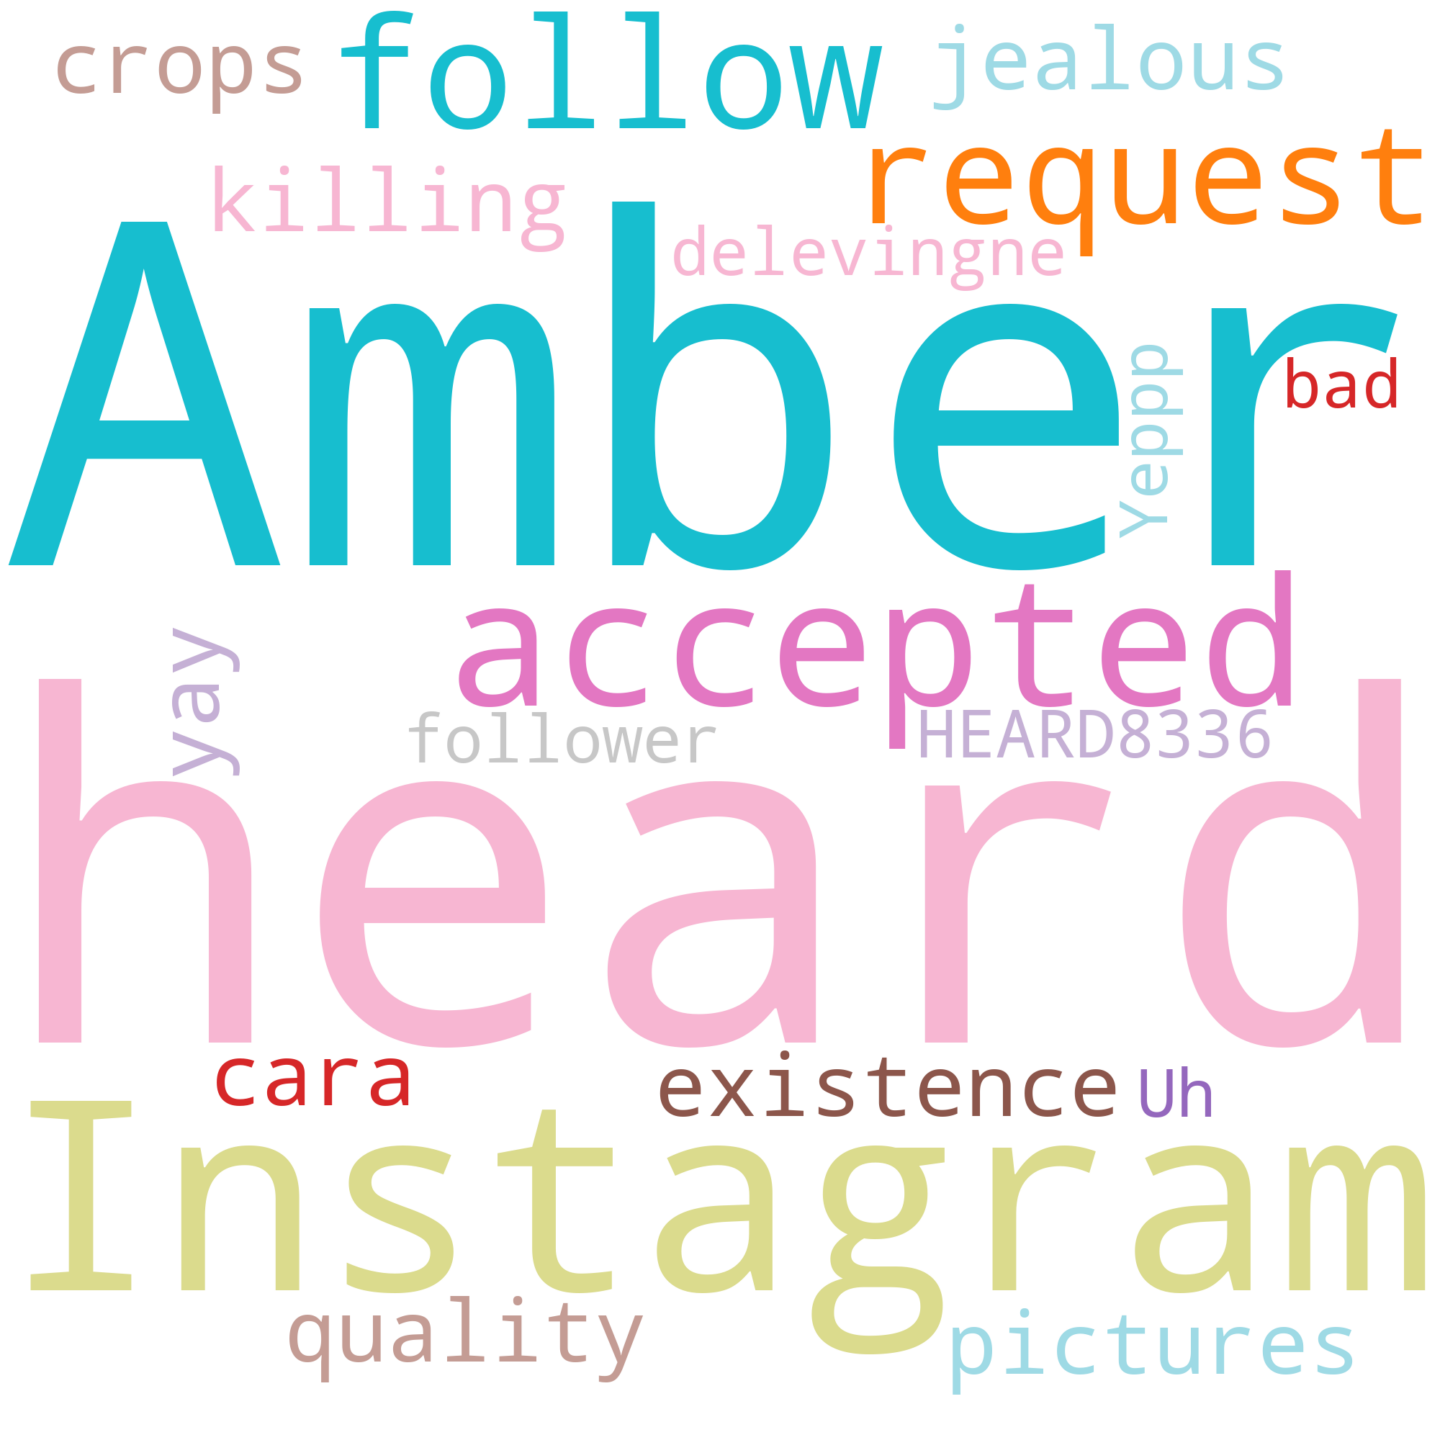 crops
follow
jealous
request
killing
delevingne
Amber
bad
Yeppp
accepted
yay
follower
HEARD8336
heard
cara
existence
Uh
Instagram
quality
pictures